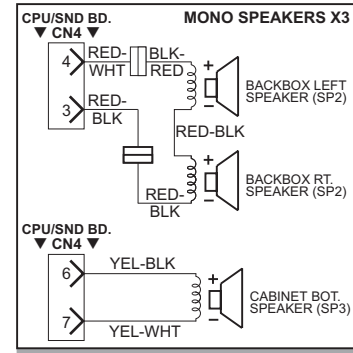 CPU/SND BD.
MONO SPEAKERS X3
▼ CN4 ▼
4
RED-
WHT
BLK-
RED
+
–
BACKBOX LEFT
SPEAKER (SP2)
3
RED-
BLK
RED-BLK
+
–
BACKBOX RT.
SPEAKER (SP2)
RED-
BLK
CPU/SND BD.
▼ CN4 ▼
6
YEL-BLK
+
–
CABINET BOT.
SPEAKER (SP3)
7
YEL-WHT